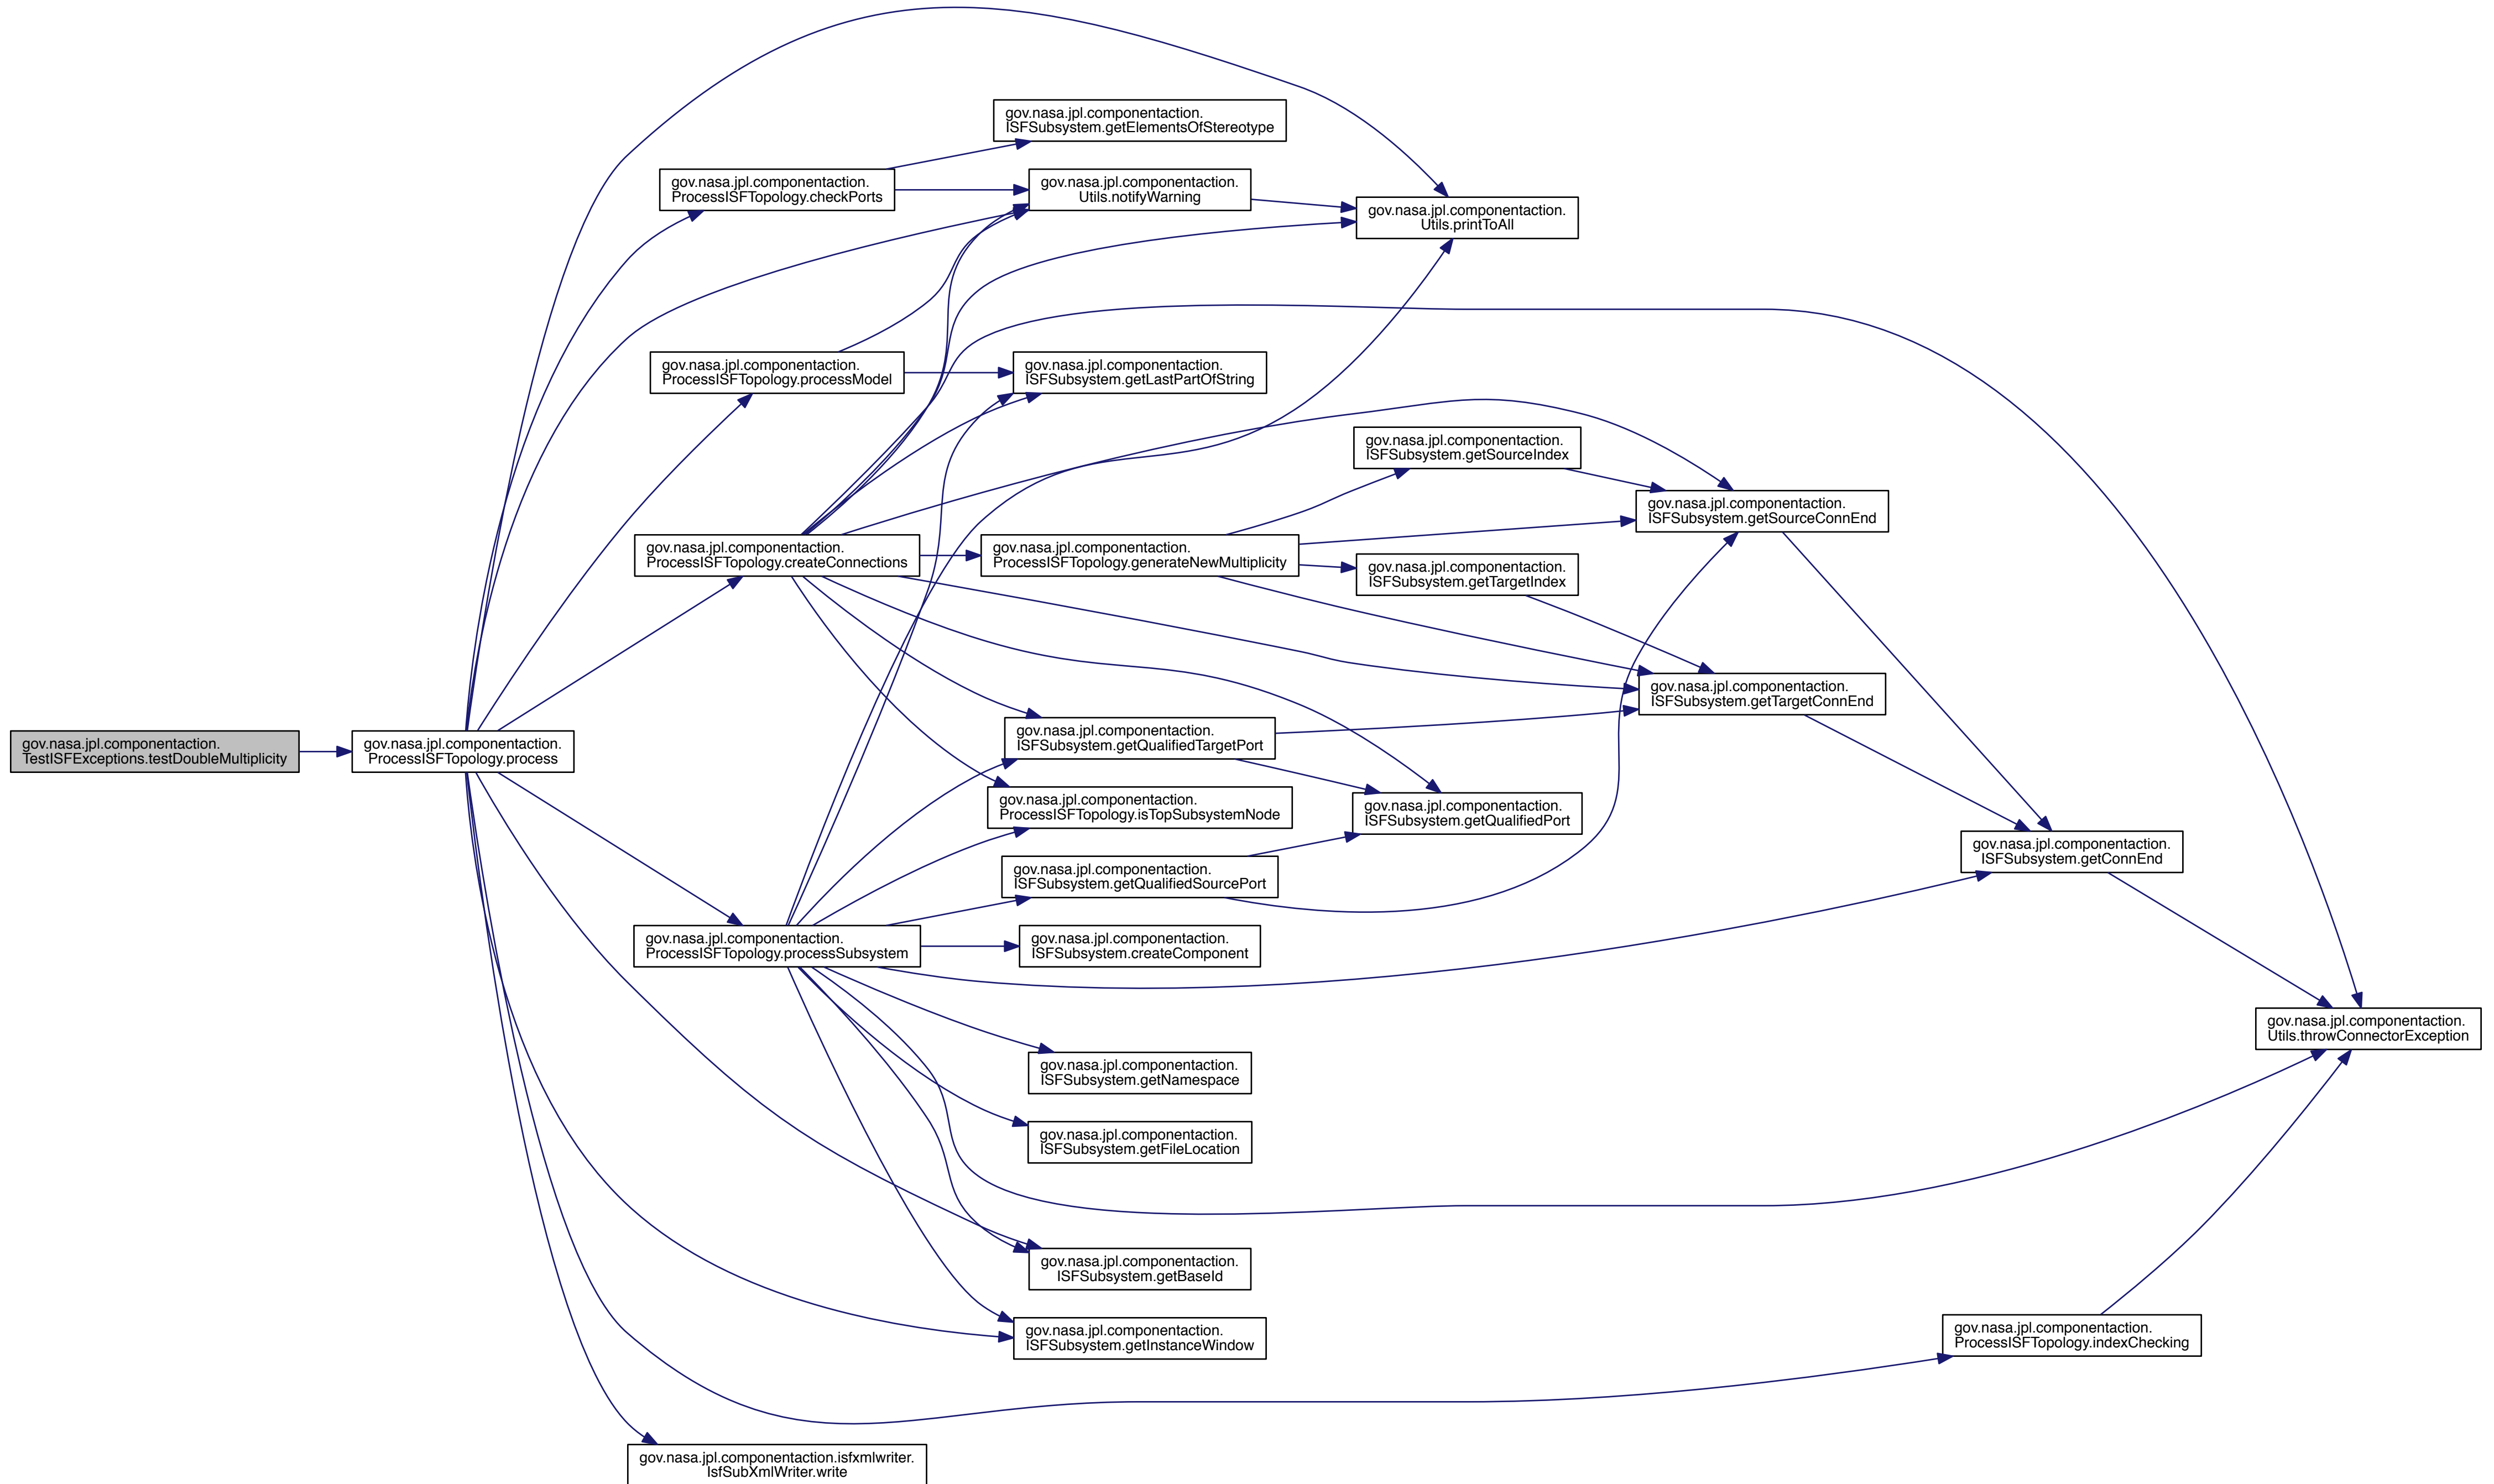 gov.nasa.jpl.componentaction.
ISFSubsystem.getElementsOfStereotype
gov.nasa.jpl.componentaction.
ProcessISFTopology.checkPorts
gov.nasa.jpl.componentaction.
Utils.notifyWarning
gov.nasa.jpl.componentaction.
Utils.printToAll
gov.nasa.jpl.componentaction.
ProcessISFTopology.processModel
gov.nasa.jpl.componentaction.
ISFSubsystem.getLastPartOfString
gov.nasa.jpl.componentaction.
ISFSubsystem.getSourceIndex
gov.nasa.jpl.componentaction.
ISFSubsystem.getSourceConnEnd
gov.nasa.jpl.componentaction.
ProcessISFTopology.createConnections
gov.nasa.jpl.componentaction.
ProcessISFTopology.generateNewMultiplicity
gov.nasa.jpl.componentaction.
ISFSubsystem.getTargetIndex
gov.nasa.jpl.componentaction.
ISFSubsystem.getTargetConnEnd
gov.nasa.jpl.componentaction.
TestISFExceptions.testDoubleMultiplicity
gov.nasa.jpl.componentaction.
ProcessISFTopology.process
gov.nasa.jpl.componentaction.
ISFSubsystem.getQualifiedTargetPort
gov.nasa.jpl.componentaction.
ProcessISFTopology.isTopSubsystemNode
gov.nasa.jpl.componentaction.
ISFSubsystem.getQualifiedPort
gov.nasa.jpl.componentaction.
ISFSubsystem.getConnEnd
gov.nasa.jpl.componentaction.
ISFSubsystem.getQualifiedSourcePort
gov.nasa.jpl.componentaction.
ProcessISFTopology.processSubsystem
gov.nasa.jpl.componentaction.
ISFSubsystem.createComponent
gov.nasa.jpl.componentaction.
Utils.throwConnectorException
gov.nasa.jpl.componentaction.
ISFSubsystem.getNamespace
gov.nasa.jpl.componentaction.
ISFSubsystem.getFileLocation
gov.nasa.jpl.componentaction.
ISFSubsystem.getBaseId
gov.nasa.jpl.componentaction.
ISFSubsystem.getInstanceWindow
gov.nasa.jpl.componentaction.
ProcessISFTopology.indexChecking
gov.nasa.jpl.componentaction.isfxmlwriter.
IsfSubXmlWriter.write